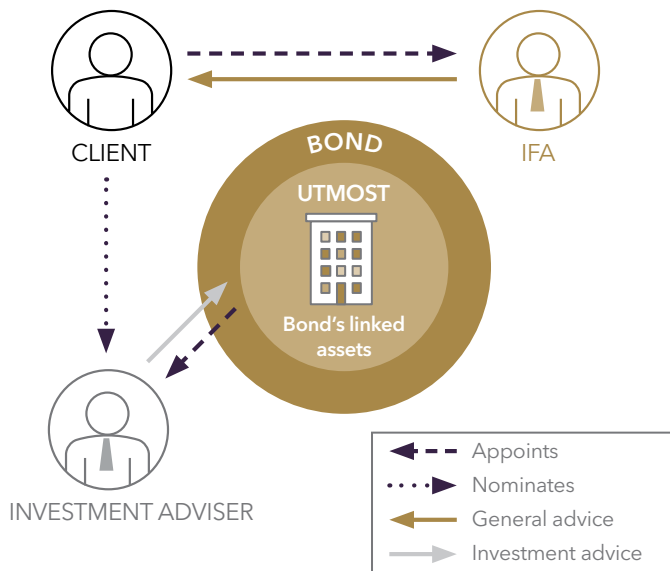 CLIENT
IFA
BOND
UTMOST
Bond's linked
assets
INVESTMENT ADVISER
Appoints
Nominates
General advice
Investment advice